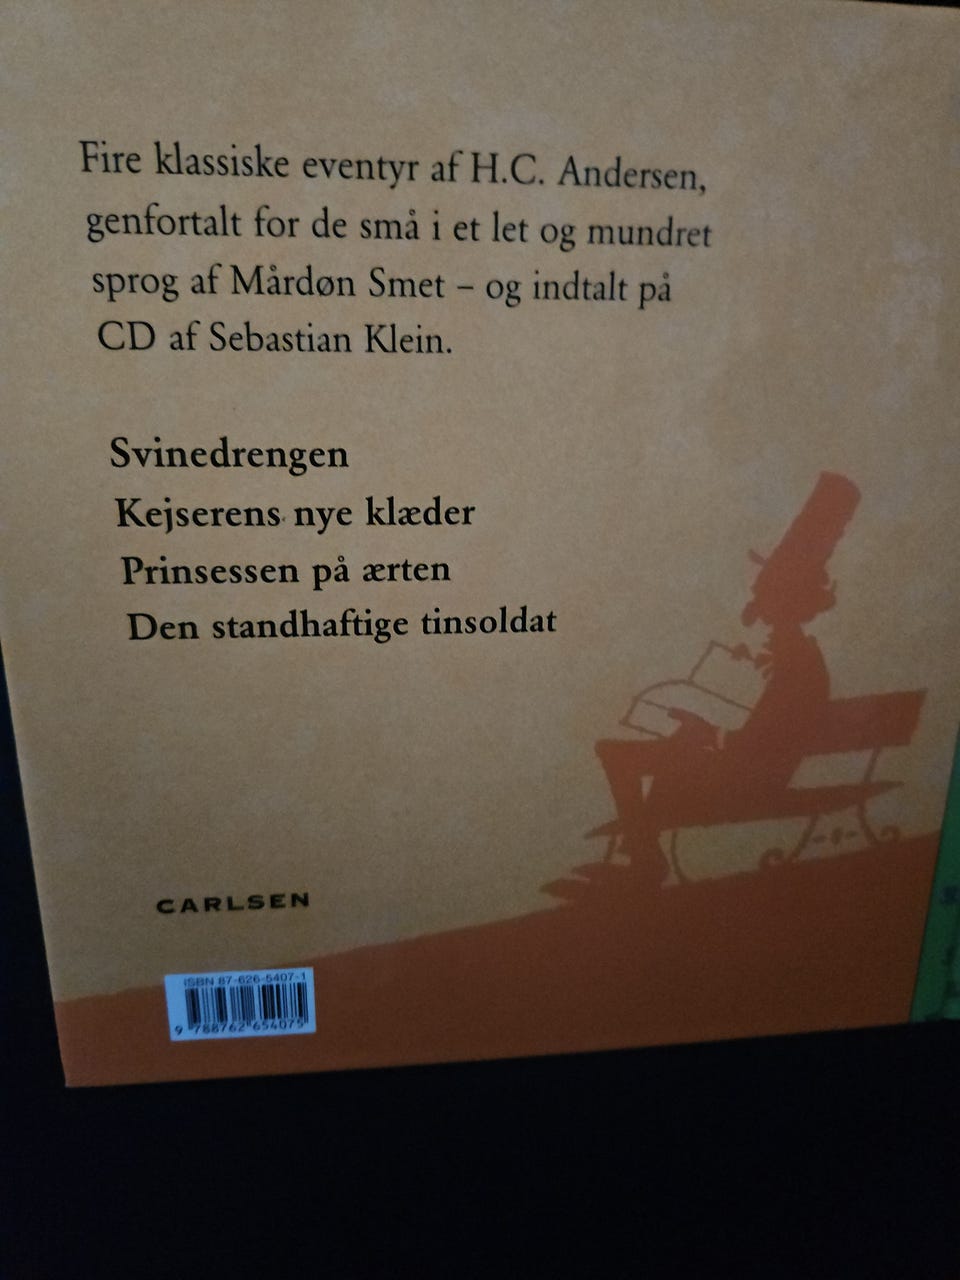 Fire klassiske eventyr af H.C. Andersen,
genfortalt for de små i et let og mundret
sprog af Mårdøn Smet – og indtalt på
CD af Sebastian Klein.
Svinedrengen
Kejserens nye klæder
Prinsessen på ærten
Den standhaftige tinsoldat
CARLSEN
ISBN 87-626-5407-1
9 788762 654075